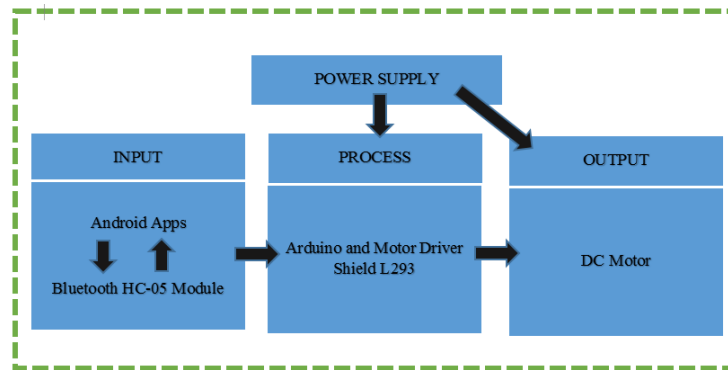 POWER SUPPLY
INPUT
PROCESS
OUTPUT
Android Apps
Bluetooth HC-05 Module
Arduino and Motor Driver
Shield L293
DC Motor